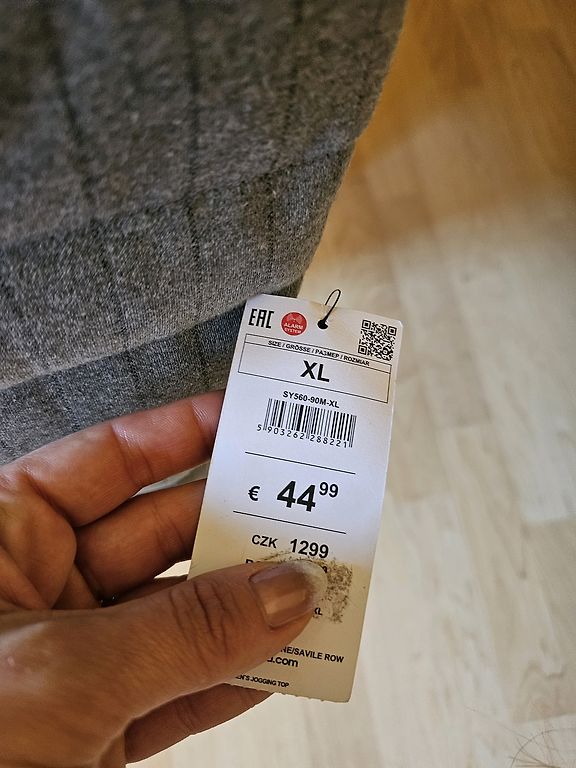 EAC
ALARM
SYSTEM
SIZE / GRÖSSE / РАЗМЕР / ROZMIAR
XL
SY560-90M-XL
5 903262 288221
€ 44 99
CZK 1299
XL
/SAVILE ROW
.com
JOGGING TOP